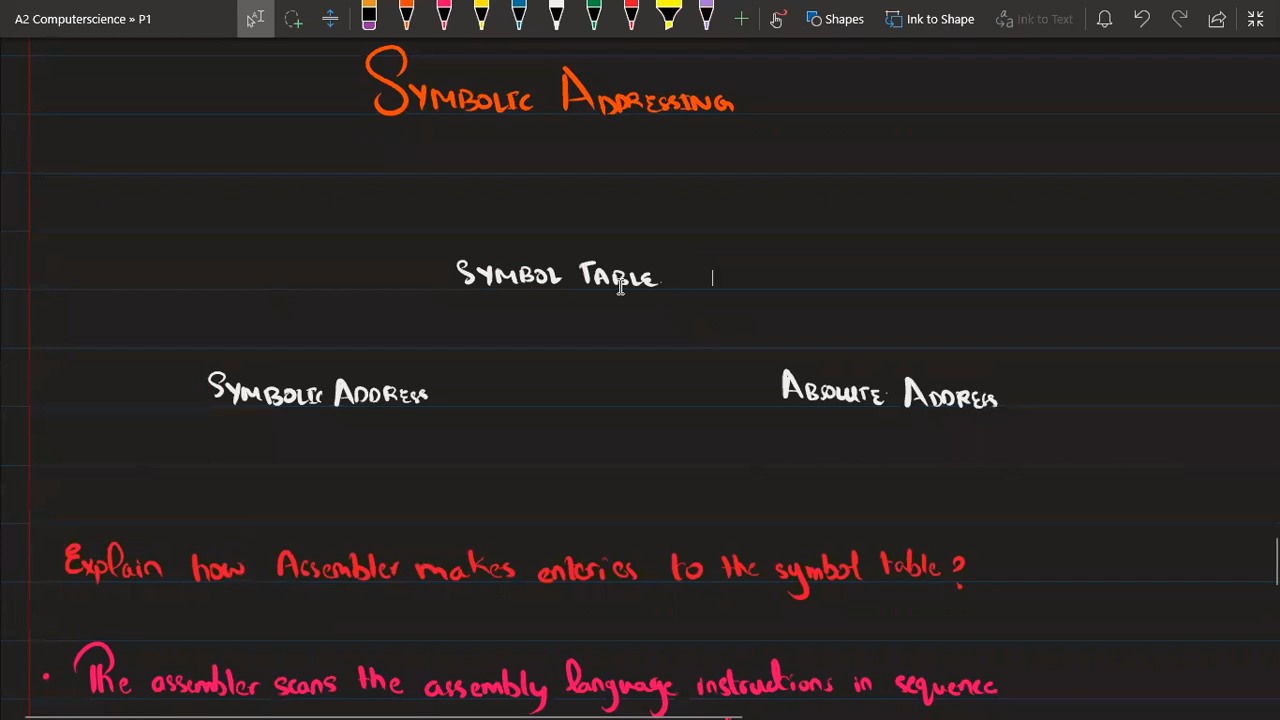 A2 Computerscience » P1
Shapes
Ink to Shape
Ink to Text
SYMBOLIC ADDRESSING
SYMBOL TABLE
SYMBOLIC ADDRESS
ABSOLUTE ADDRESS
Explain how Assembler makes enteries to the symbol table?
• The assembler scans the assembly language instructions in sequence